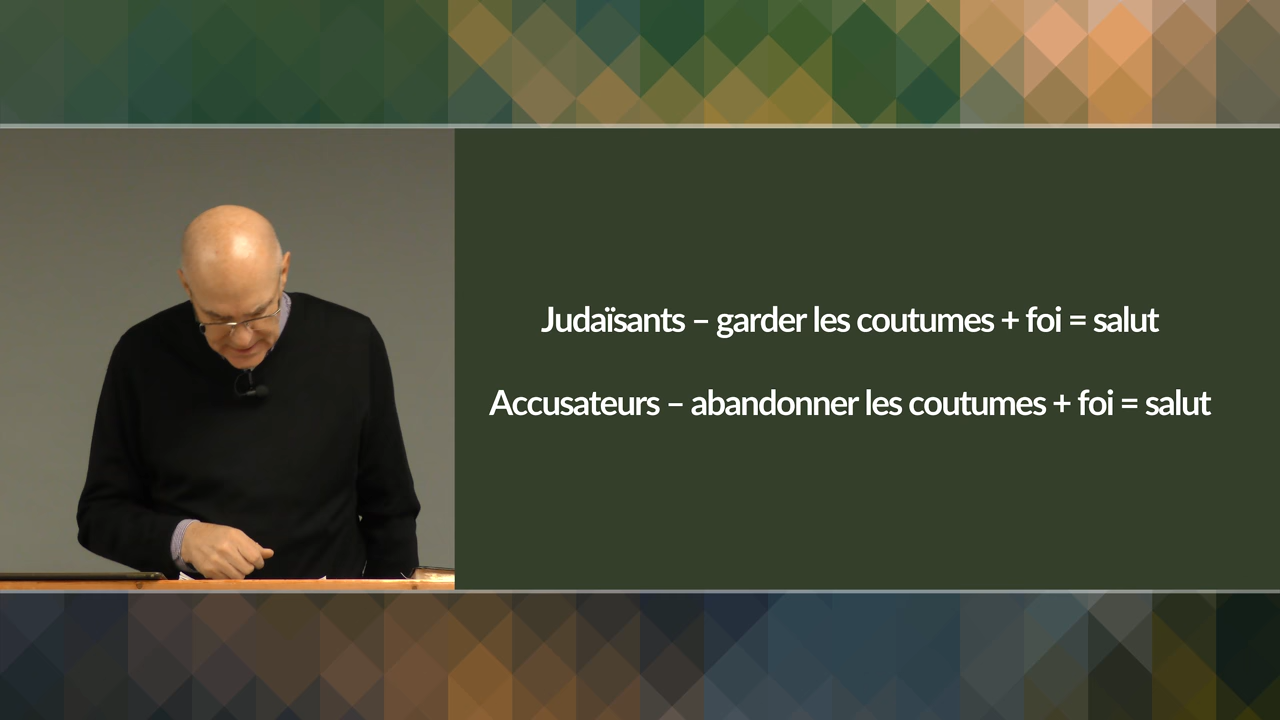 Judaïsants – garder les coutumes + foi = salut
Accusateurs – abandonner les coutumes + foi = salut